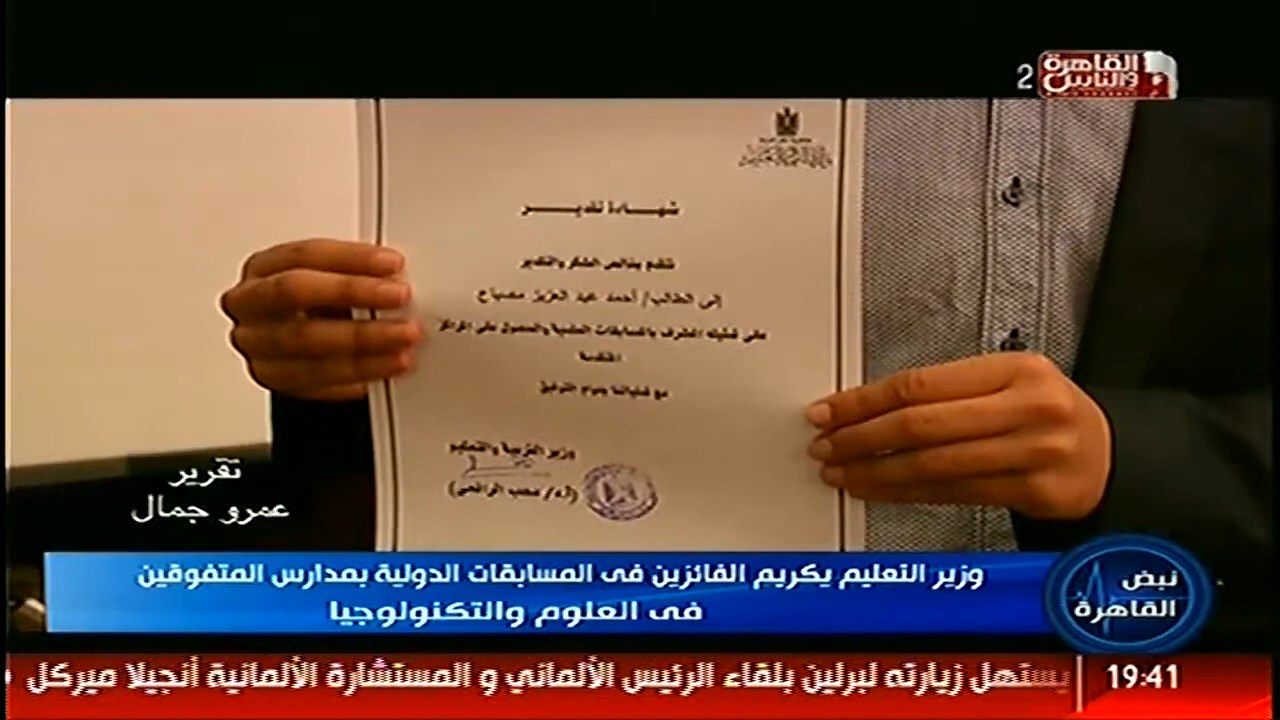 القاهرة
والناس
2
شهادة تقدير
نتقدم بخالص الشكر والتقدير
إلى الطالب/ أحمد عبد العزيز مصباح
على تمثيله المشرف بالمسابقات العلمية والحصول على المراكز
المتقدمة
مع تمنياتنا بدوام التوفيق
وزير التربية والتعليم
(أ.د/ محب الرافعى)
تقرير
عمرو جمال
وزير التعليم يكريم الفائزين فى المسابقات الدولية بمدارس المتفوقين
فى العلوم والتكنولوجيا
نبض
القاهرة
يستهل زيارته لبرلين بلقاء الرئيس الألماني و المستشارة الألمانية أنجيلا ميركل
19:41